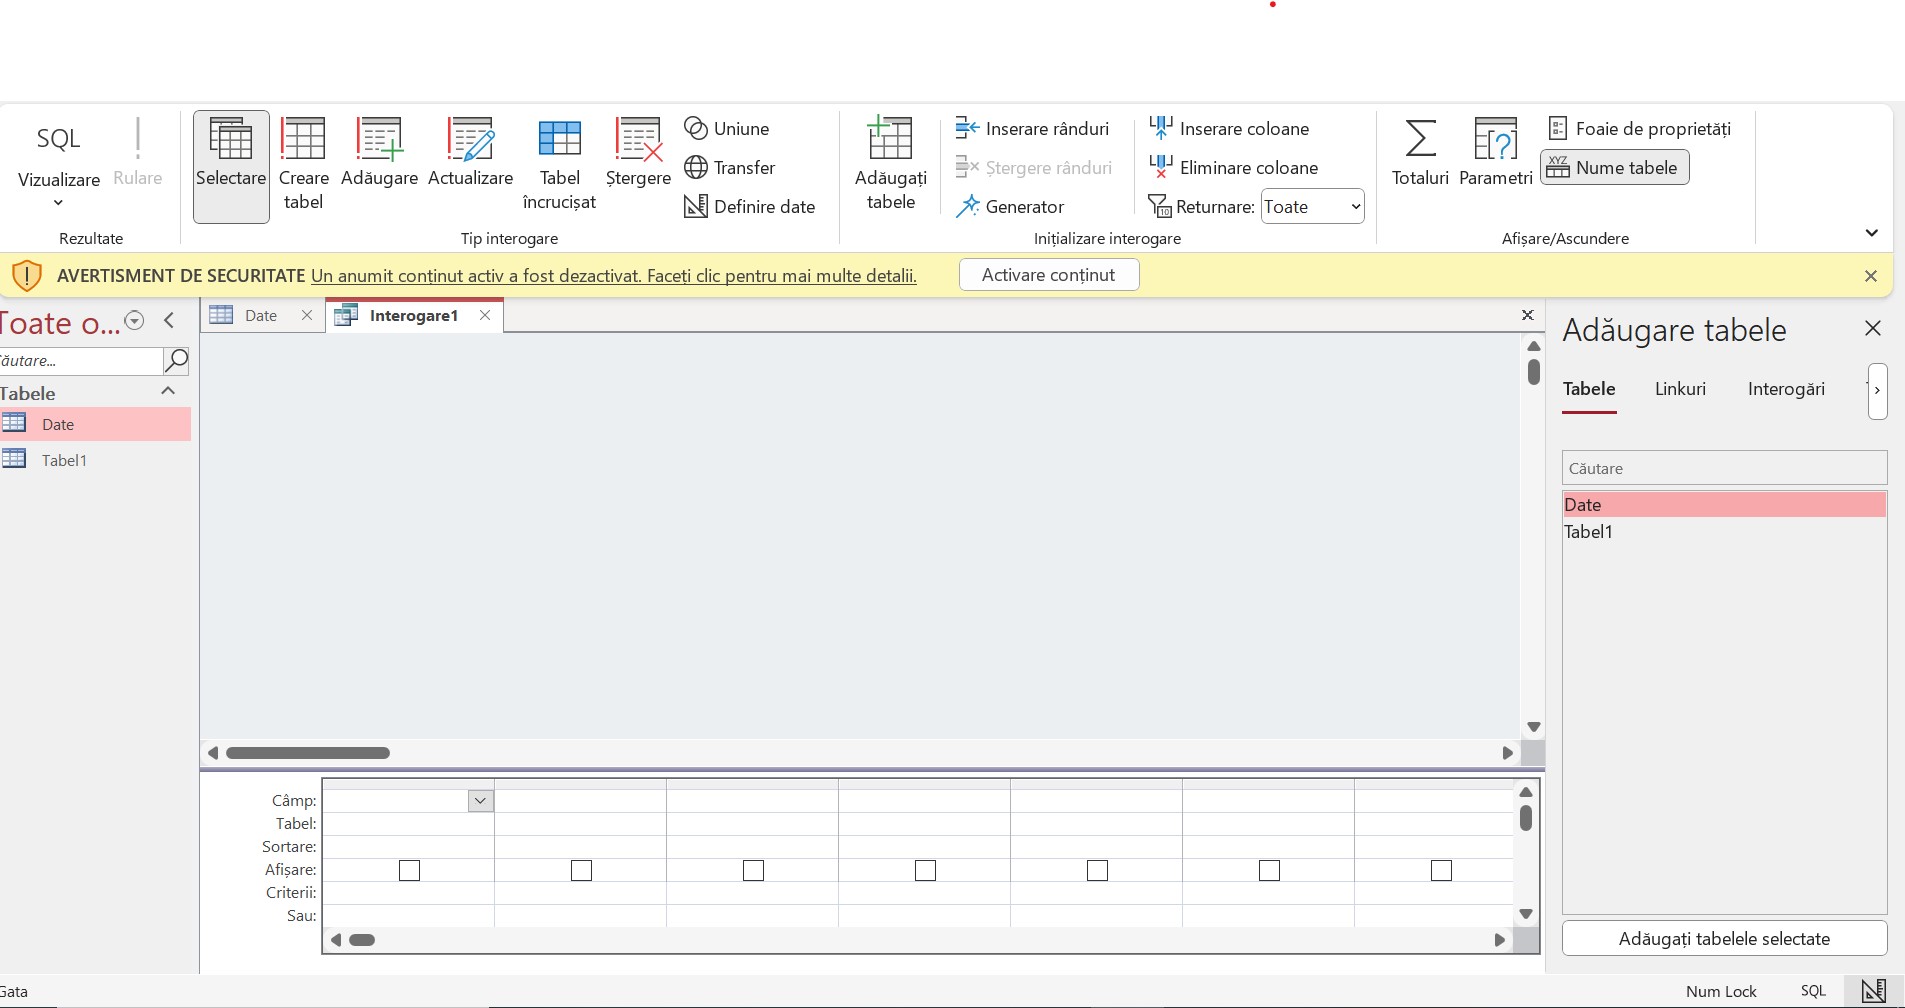 SQL
Vizualizare
Rulare
Rezultate
Selectare
Creare tabel
Adăugare
Actualizare
Tabel încrucișat
Ștergere
Uniune
Transfer
Definire date
Tip interogare
Adăugați tabele
Inserare rânduri
Ștergere rânduri
Generator
Inserare coloane
Eliminare coloane
Returnare: Toate
Inițializare interogare
Totaluri
Parametri
Foaie de proprietăți
XYZ Nume tabele
Afișare/Ascundere
AVERTISMENT DE SECURITATE Un anumit conținut activ a fost dezactivat. Faceți clic pentru mai multe detalii. Activare conținut
Toate o...
Căutare...
Tabele
Date
Tabel1
Date
Interogare1
Câmp:
Tabel:
Sortare:
Afișare:
Criterii:
Sau:
Adăugare tabele
Tabele Linkuri Interogări
Căutare
Date
Tabel1
Adăugați tabelele selectate
Gata
Num Lock SQL